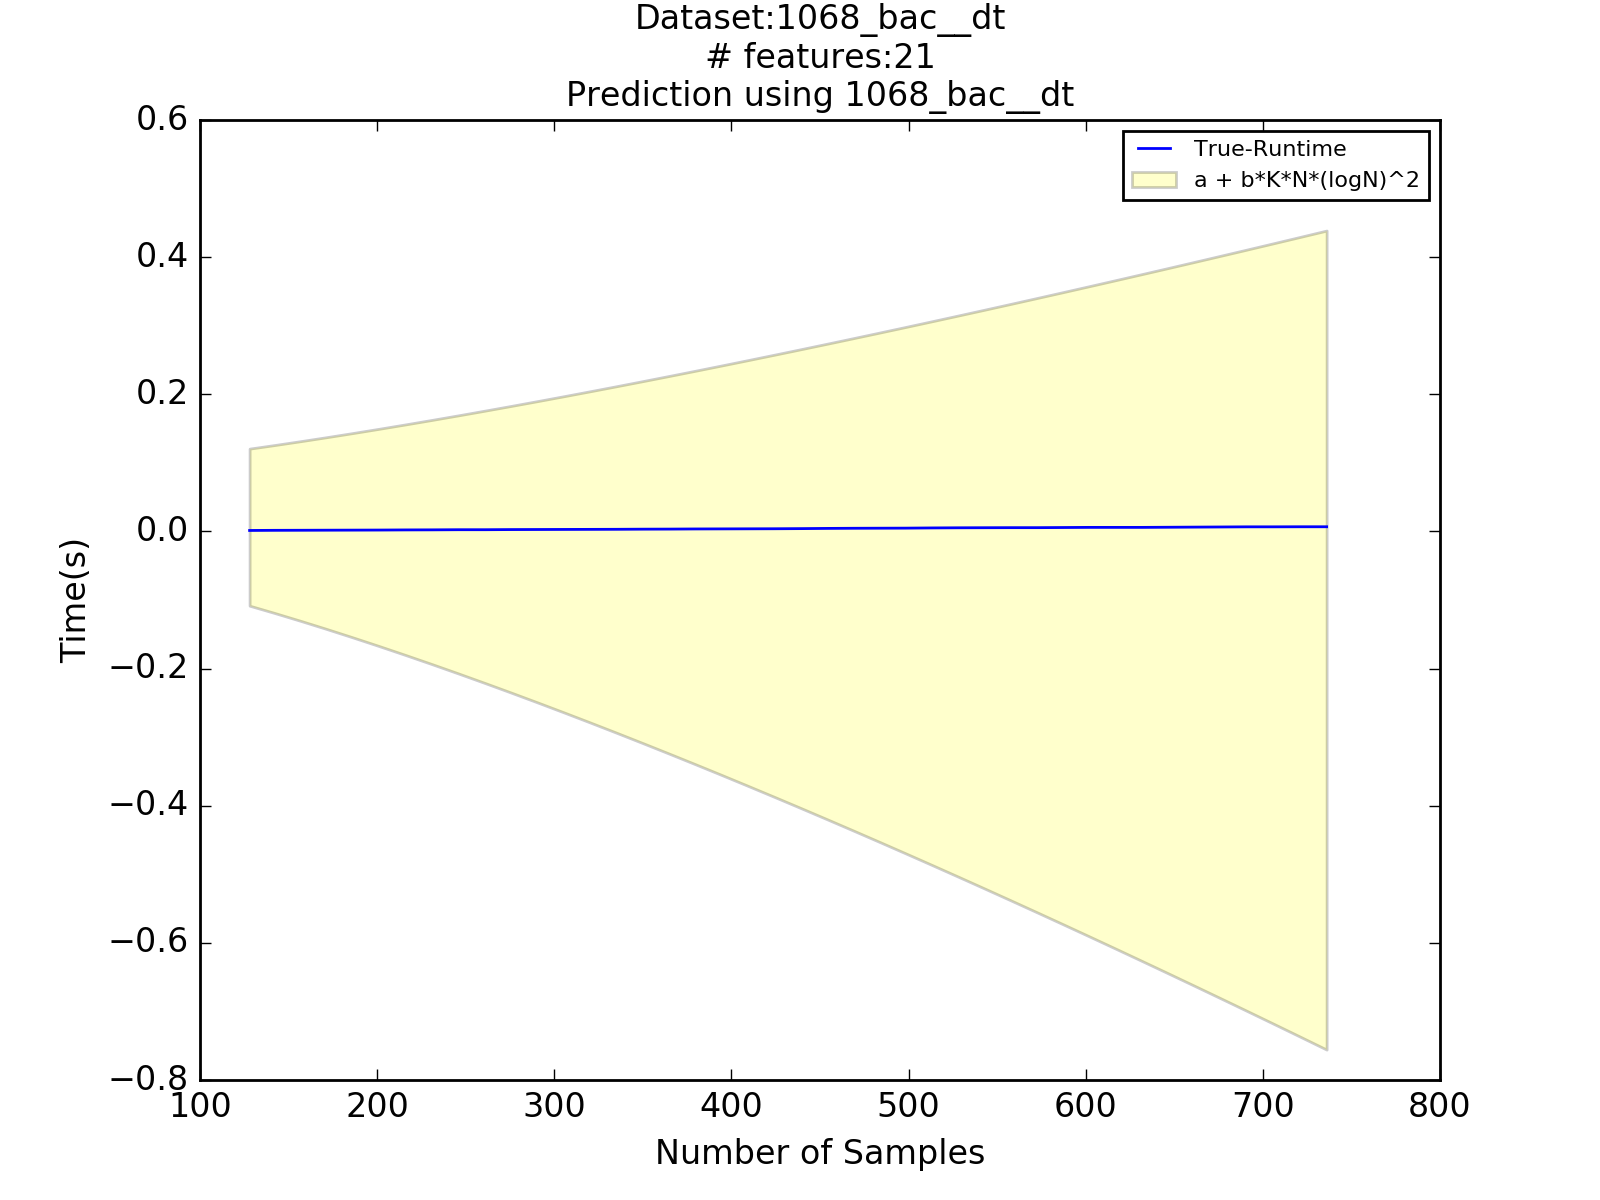 Dataset:1068_bac__dt
# features:21
Prediction using 1068_bac__dt
True-Runtime
a + b*K*N*(logN)^2
0.6
0.4
0.2
0.0
−0.2
−0.4
−0.6
−0.8
Time(s)
100 200 300 400 500 600 700 800
Number of Samples